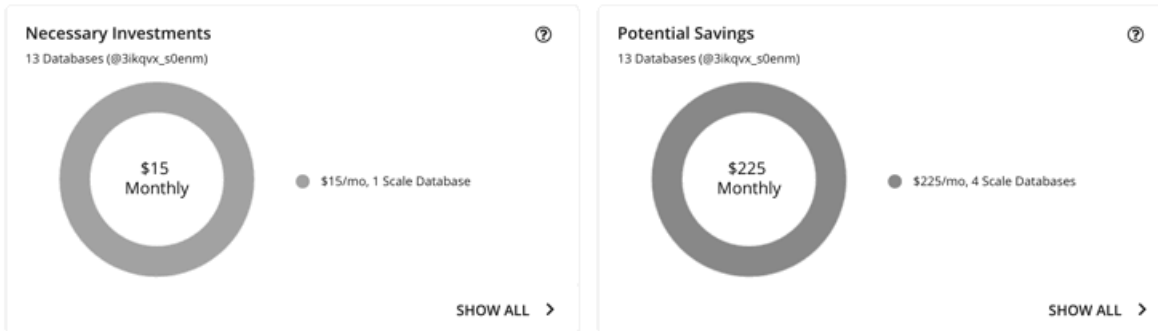 Necessary Investments
13 Databases (@3ikqvx_s0enm)
$15
Monthly
$15/mo, 1 Scale Database
SHOW ALL
Potential Savings
13 Databases (@3ikqvx_s0enm)
$225
Monthly
$225/mo, 4 Scale Databases
SHOW ALL